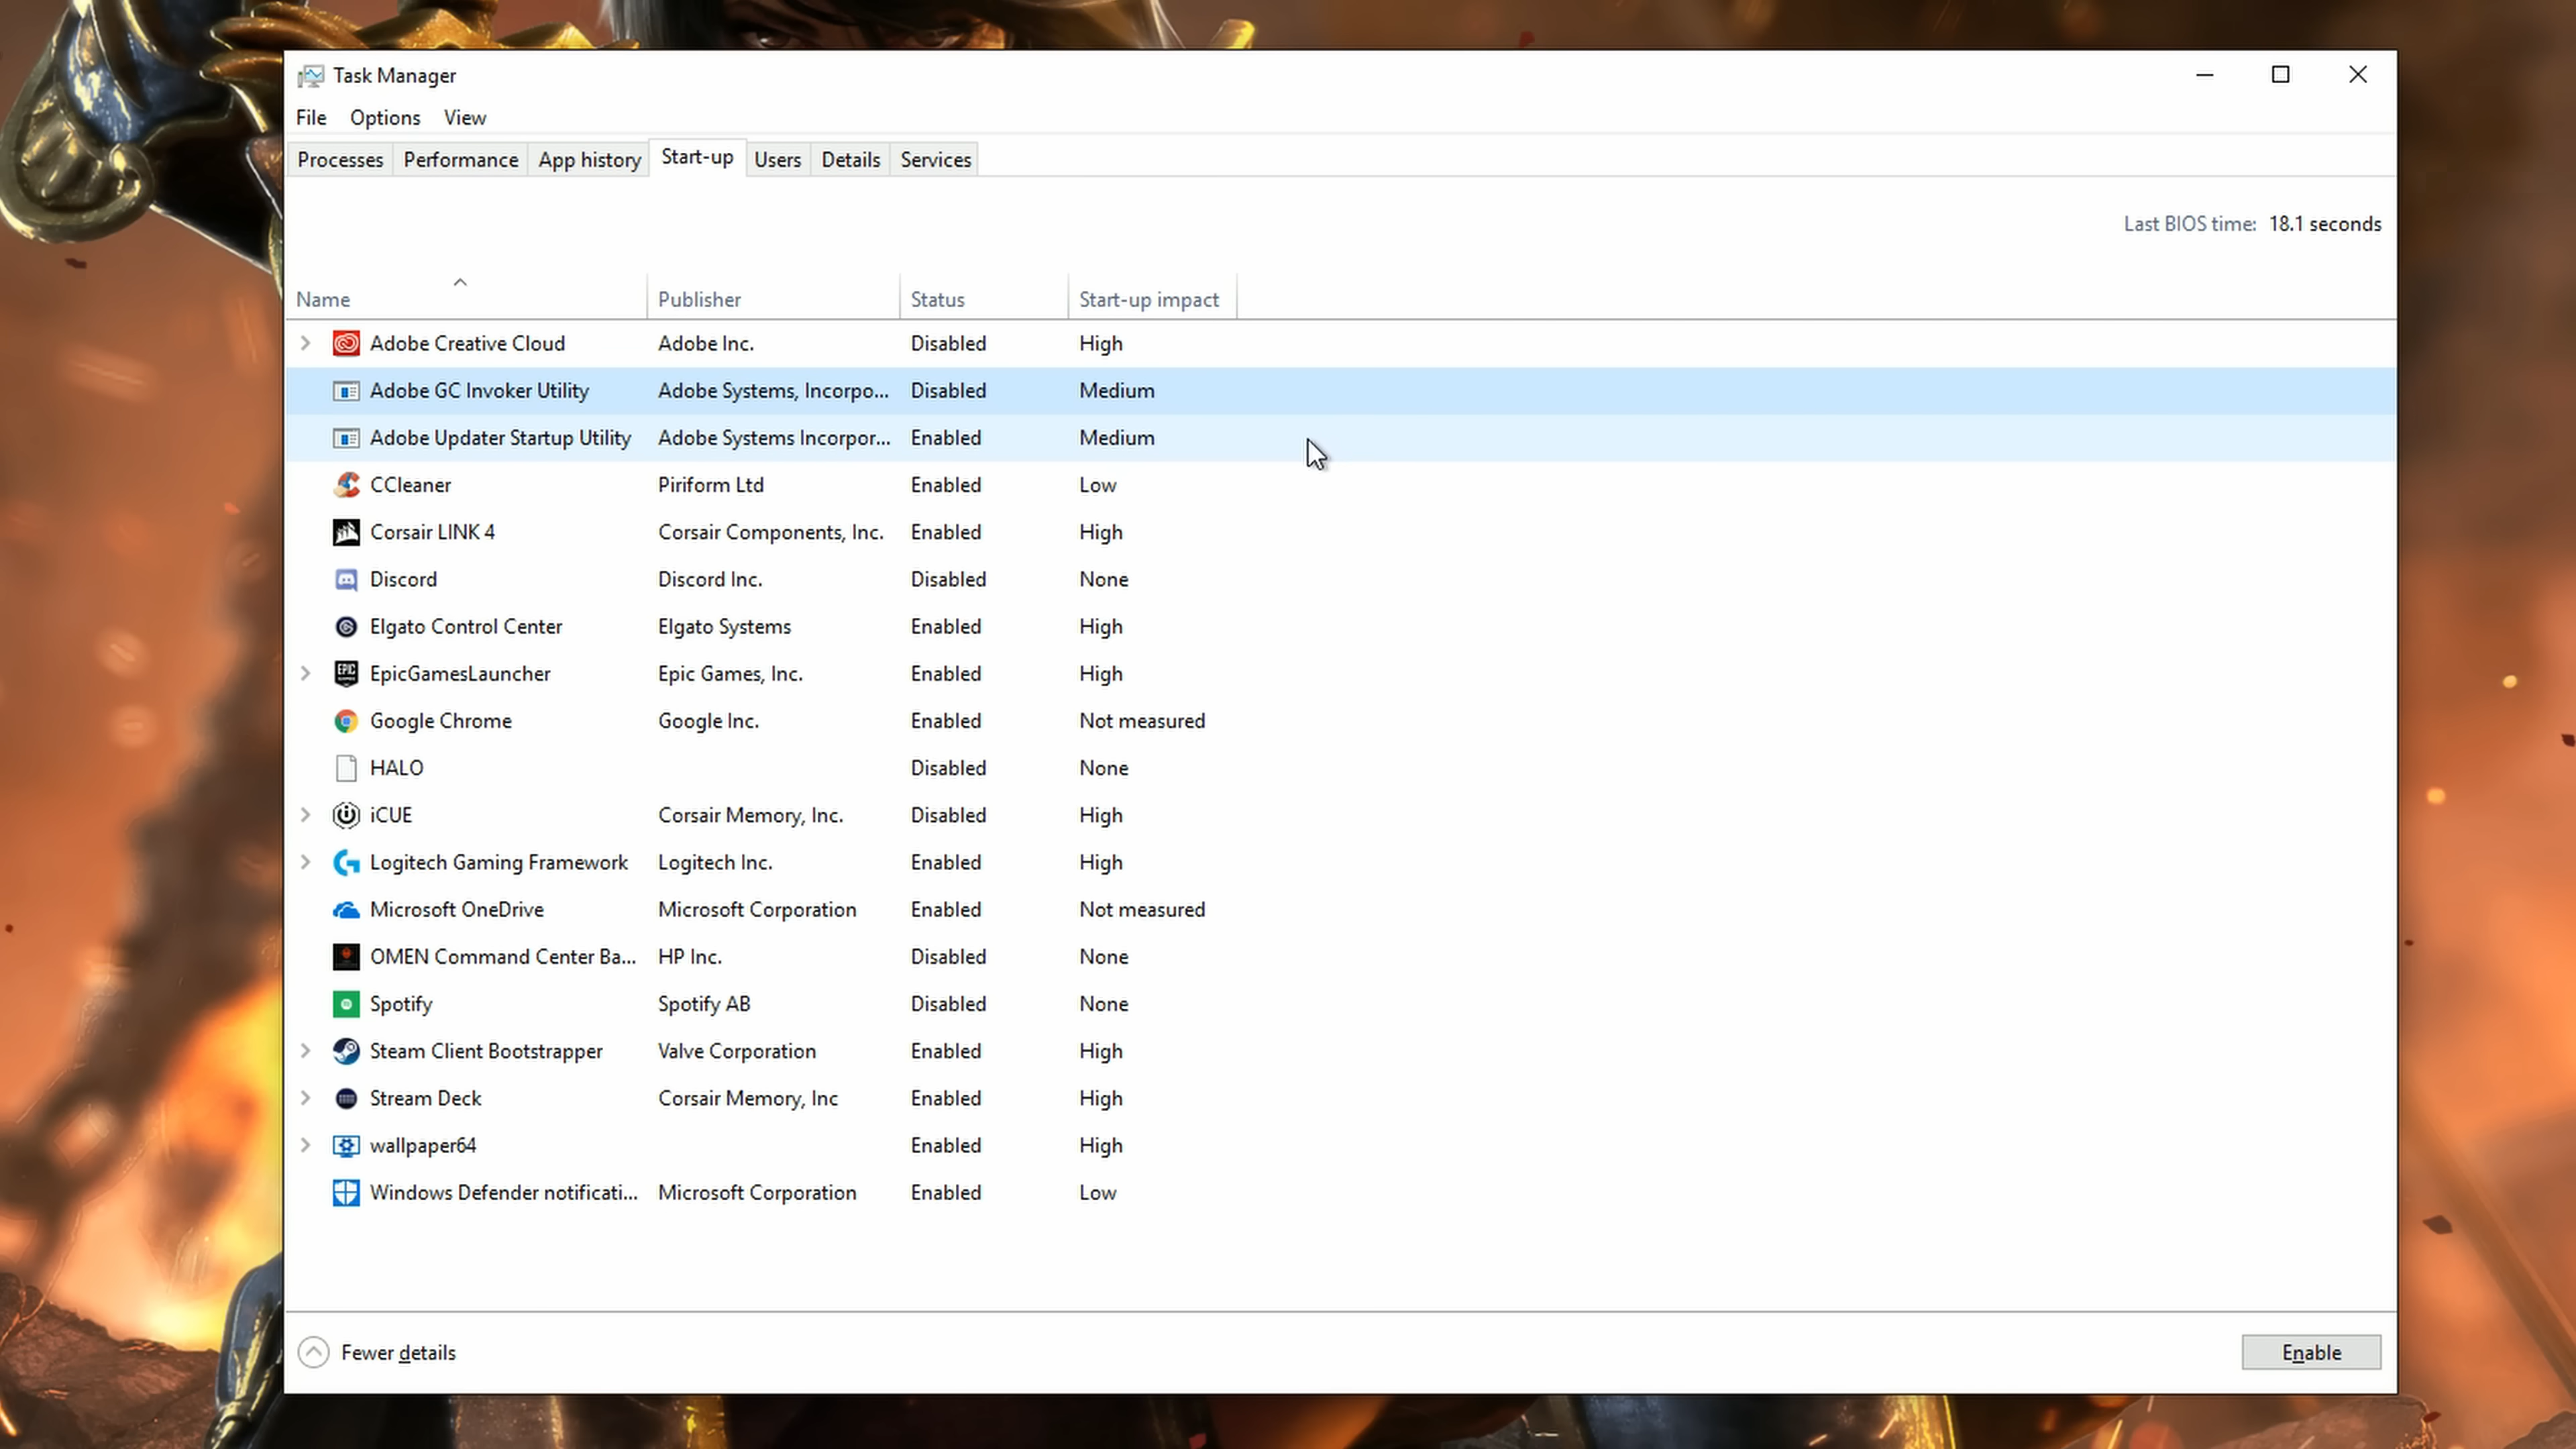 Task Manager
File Options View
Processes Performance App history Start-up Users Details Services
Last BIOS time: 18.1 seconds
Name Publisher Status Start-up impact
Adobe Creative Cloud Adobe Inc. Disabled High
Adobe GC Invoker Utility Adobe Systems, Incorpo... Disabled Medium
Adobe Updater Startup Utility Adobe Systems Incorpor... Enabled Medium
CCleaner Piriform Ltd Enabled Low
Corsair LINK 4 Corsair Components, Inc. Enabled High
Discord Discord Inc. Disabled None
Elgato Control Center Elgato Systems Enabled High
EpicGamesLauncher Epic Games, Inc. Enabled High
Google Chrome Google Inc. Enabled Not measured
HALO Disabled None
iCUE Corsair Memory, Inc. Disabled High
Logitech Gaming Framework Logitech Inc. Enabled High
Microsoft OneDrive Microsoft Corporation Enabled Not measured
OMEN Command Center Ba... HP Inc. Disabled None
Spotify Spotify AB Disabled None
Steam Client Bootstrapper Valve Corporation Enabled High
Stream Deck Corsair Memory, Inc Enabled High
wallpaper64 Enabled High
Windows Defender notificati... Microsoft Corporation Enabled Low
Fewer details Enable